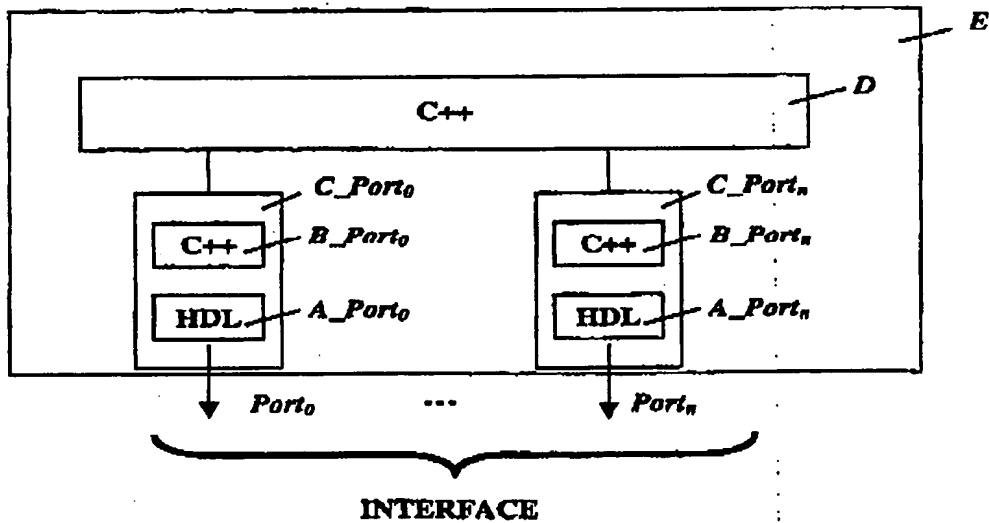 E
D
C++
C_Port₀ C_Portₙ
C++ B_Port₀ C++ B_Portₙ
HDL A_Port₀ HDL A_Portₙ
Port₀ ... Portₙ
INTERFACE